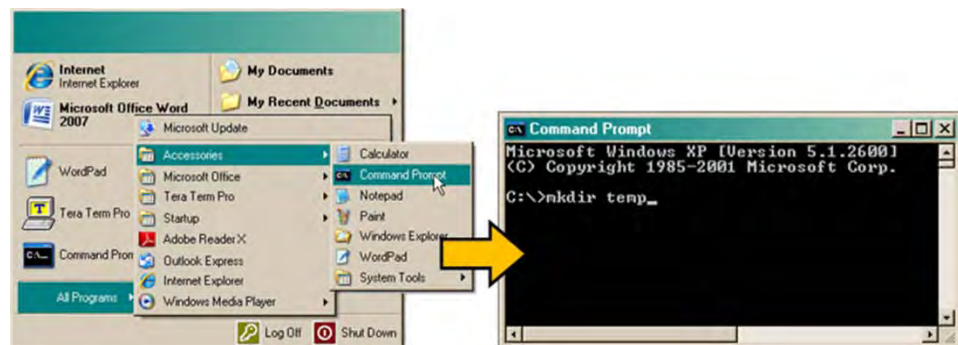 Internet
Internet Explorer
Microsoft Office Word
2007
WordPad
Tera Term Pro
Command Prom
All Programs
My Documents
My Recent Documents
Microsoft Update
Accessories
Microsoft Office
Tera Term Pro
Startup
Adobe Reader X
Outlook Express
Internet Explorer
Windows Media Player
Calculator
Command Prompt
Notepad
Paint
Windows Explorer
WordPad
System Tools
Log Off
Shut Down
Command Prompt
Microsoft Windows XP [Version 5.1.2600]
(C) Copyright 1985-2001 Microsoft Corp.
C:\>mkdir temp_